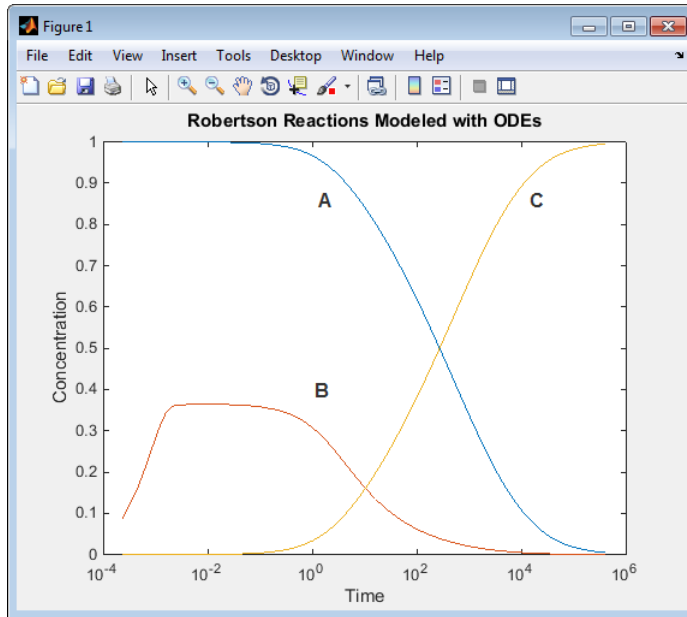 Figure 1
File Edit View Insert Tools Desktop Window Help
Robertson Reactions Modeled with ODEs
1
0.9
A
C
0.8
0.7
0.6
Concentration
0.5
0.4
B
0.3
0.2
0.1
0
10^-4 10^-2 10^0 10^2 10^4 10^6
Time